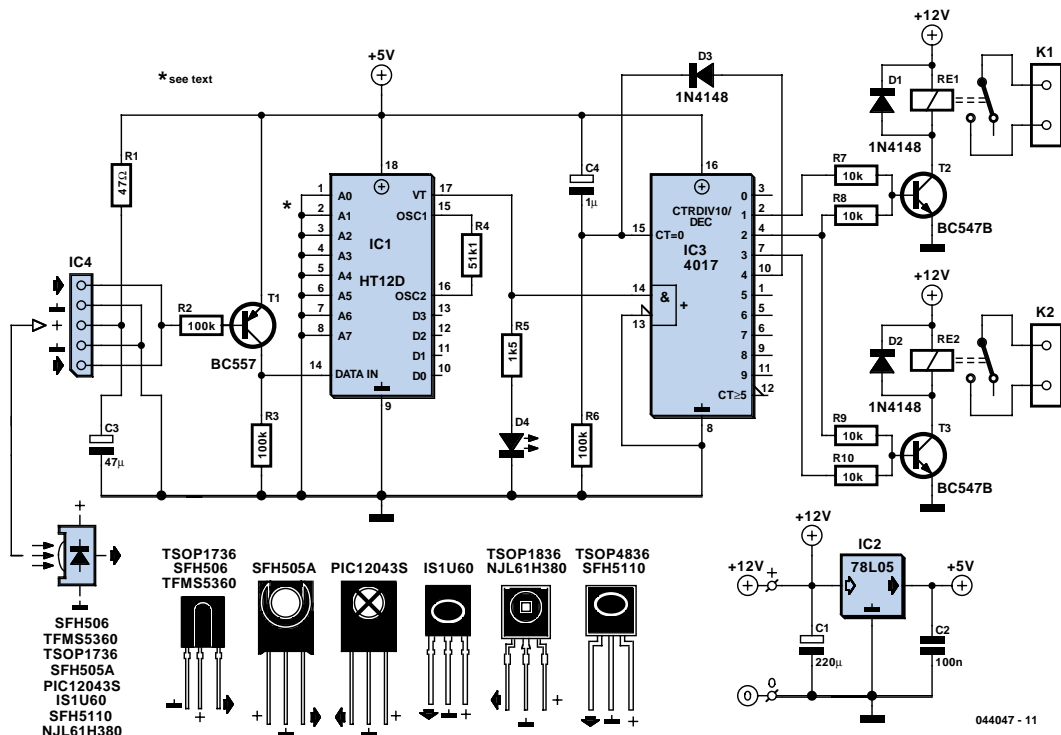 * see text
+5V
R1
47Ω
IC4
+
R2
100k
T1
BC557
R3
100k
C3
47µ
18
1 A0
2 A1
*
3 A2
4 A3
5 A4
6 A5
7 A6
8 A7
14 DATA IN
IC1
HT12D
VT 17
OSC1 15
OSC2 16
D3 13
D2 12
D1 11
D0 10
9
R4
51k1
R5
1k5
D4
C4
1µ
R6
100k
D3
1N4148
16
15 CT=0
CTRDIV10/
DEC
IC3
4017
14
&
+
13
0 3
1 2
2 4
3 7
4 10
5 1
6 5
7 6
8 9
9 11
CT≥5 12
8
R7
10k
R8
10k
R9
10k
R10
10k
+12V
D1
1N4148
RE1
K1
T2
BC547B
+12V
D2
1N4148
RE2
K2
T3
BC547B
+
SFH506
TFMS5360
TSOP1736
SFH505A
PIC12043S
IS1U60
SFH5110
NJL61H380
TSOP1736
SFH506
TFMS5360
+
SFH505A
+
PIC12043S
+
IS1U60
+
TSOP1836
NJL61H380
+
TSOP4836
SFH5110
+
+12V
+12V
+
IC2
78L05
+5V
C1
220µ
C2
100n
0
0
044047 - 11